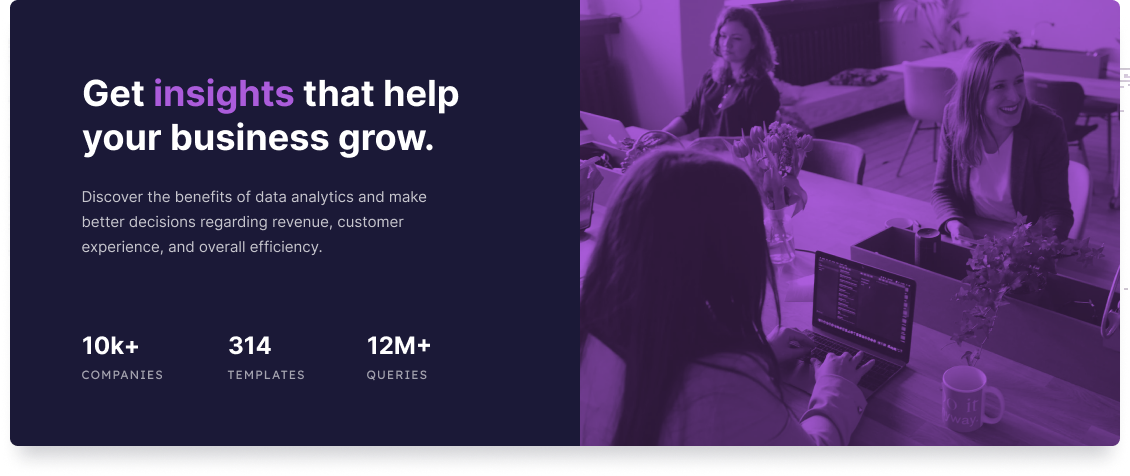 Get insights that help
your business grow.
Discover the benefits of data analytics and make
better decisions regarding revenue, customer
experience, and overall efficiency.
10k+ 314 12M+
COMPANIES TEMPLATES QUERIES